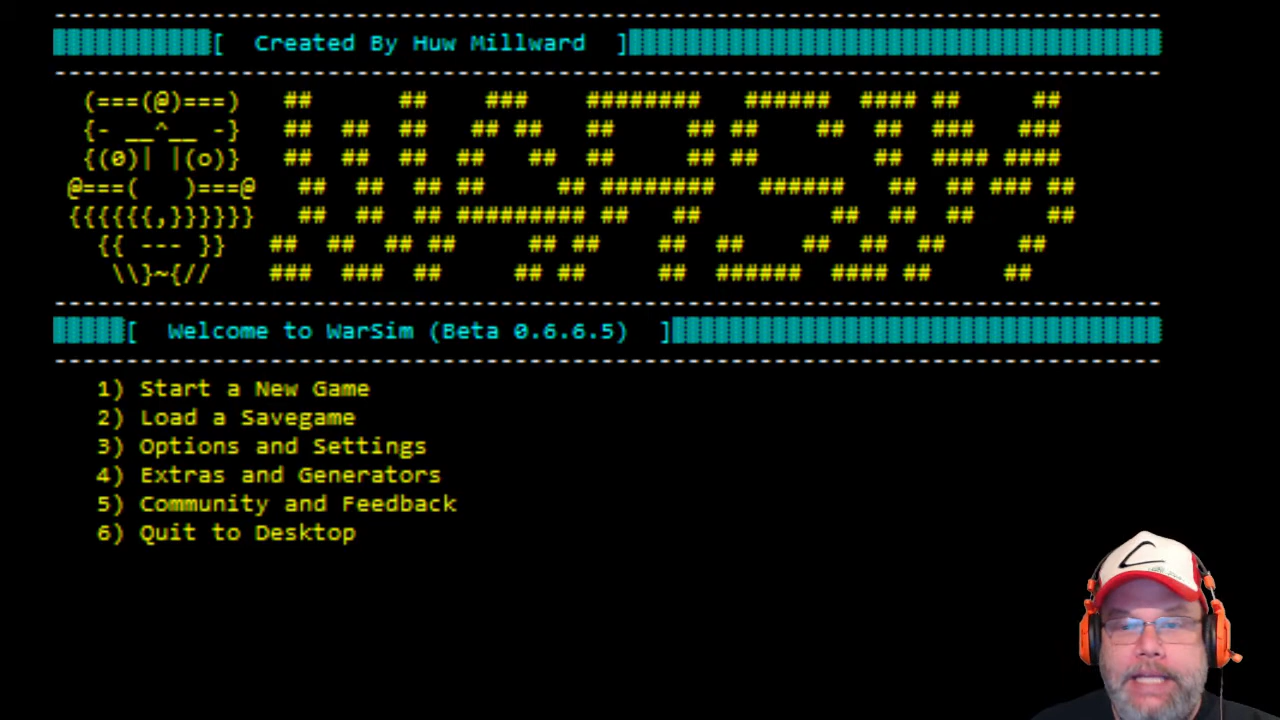 [ Created By Huw Millward ]
WARSIM
[ Welcome to WarSim (Beta 0.6.6.5) ]
1) Start a New Game
2) Load a Savegame
3) Options and Settings
4) Extras and Generators
5) Community and Feedback
6) Quit to Desktop